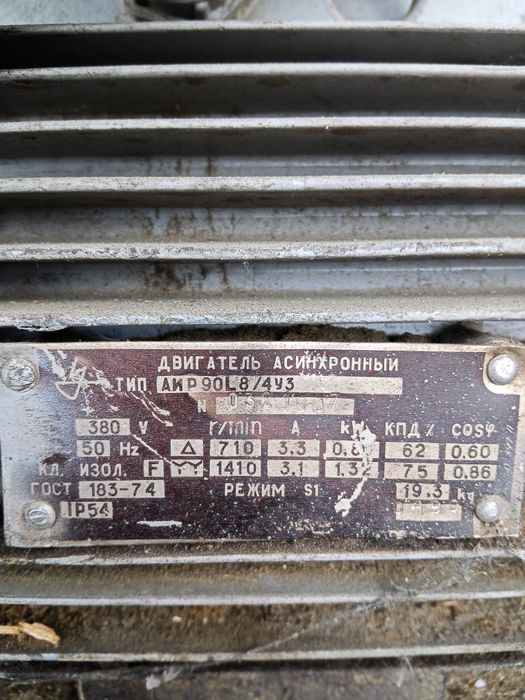 ДВИГАТЕЛЬ АСИНХРОННЫЙ
ТИП АИР90L8/4У3
N
380 V r/min A kW КПД % cosφ
50 Hz Δ 710 3.3 62 0,60
КЛ. ИЗОЛ. F 1410 3.1 1.32 75 0,86
ГОСТ 183-74 РЕЖИМ S1 19.3 kg
IP54